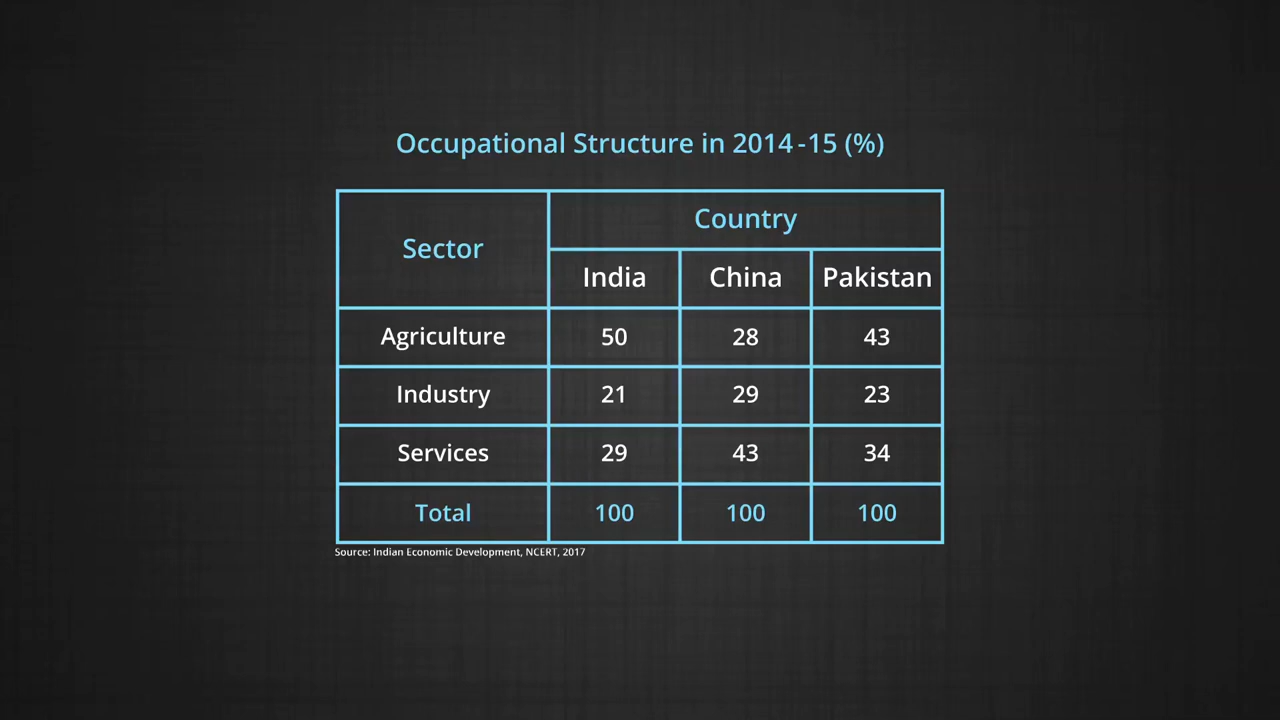 Occupational Structure in 2014-15 (%)
Sector
Country
India China Pakistan
Agriculture 50 28 43
Industry 21 29 23
Services 29 43 34
Total 100 100 100
Source: Indian Economic Development, NCERT, 2017